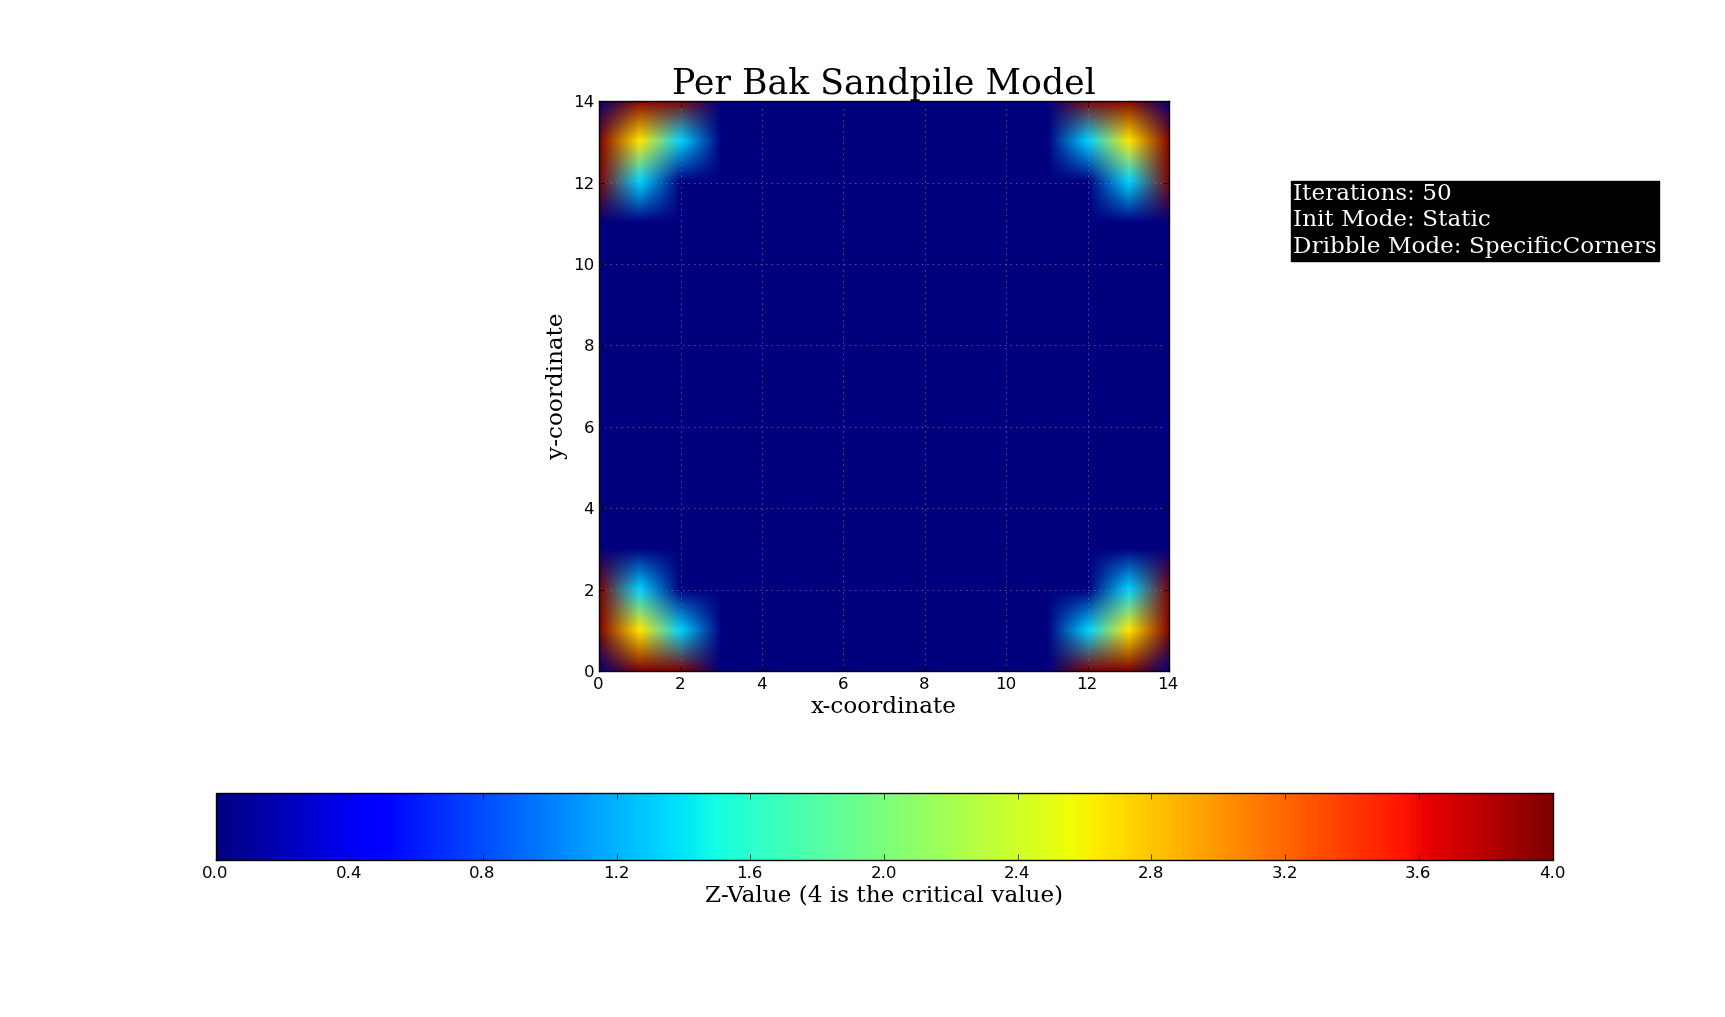 Per Bak Sandpile Model
14
12
10
8
6
4
2
0
y-coordinate
0 2 4 6 8 10 12 14
x-coordinate
Iterations: 50
Init Mode: Static
Dribble Mode: SpecificCorners
0.0 0.4 0.8 1.2 1.6 2.0 2.4 2.8 3.2 3.6 4.0
Z-Value (4 is the critical value)